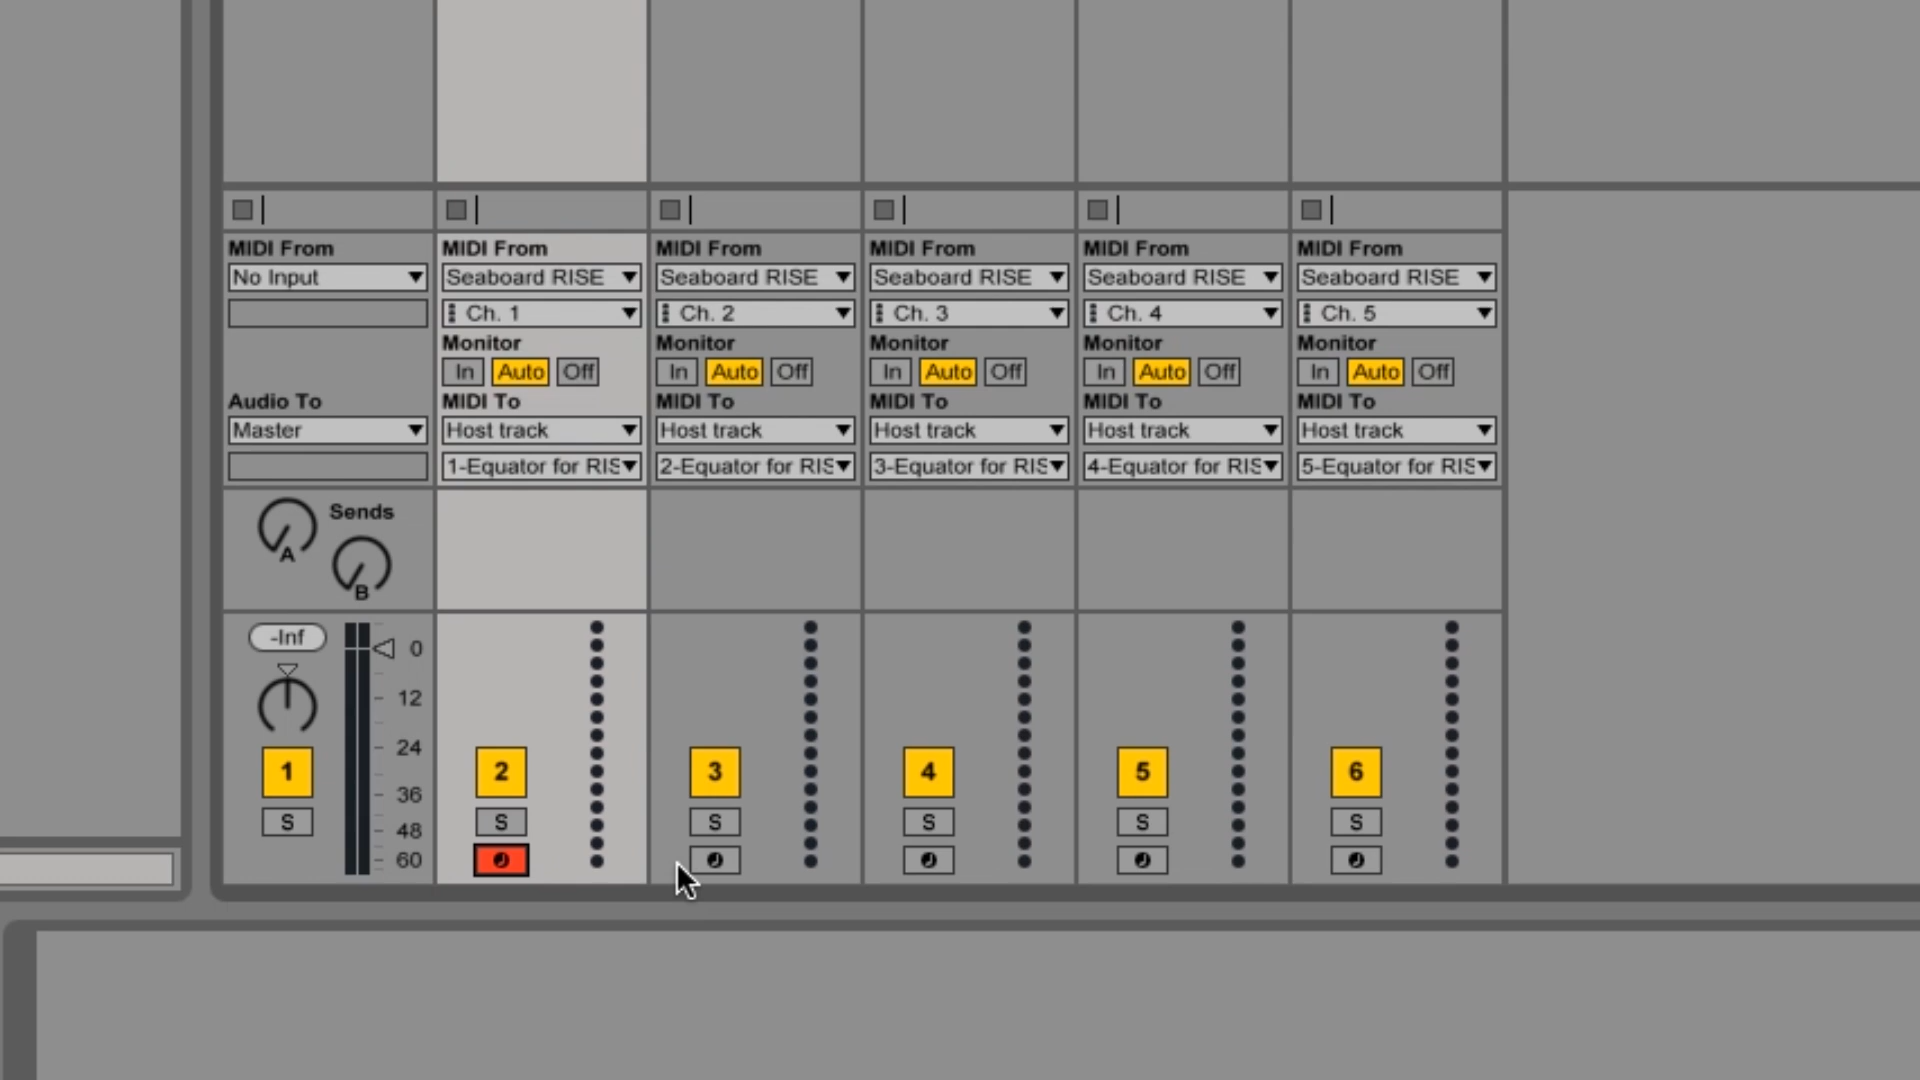 MIDI From MIDI From MIDI From MIDI From MIDI From MIDI From
No Input Seaboard RISE Seaboard RISE Seaboard RISE Seaboard RISE Seaboard RISE
Ch. 1 Ch. 2 Ch. 3 Ch. 4 Ch. 5
Monitor Monitor Monitor Monitor Monitor
In Auto Off In Auto Off In Auto Off In Auto Off In Auto Off
Audio To MIDI To MIDI To MIDI To MIDI To MIDI To
Master Host track Host track Host track Host track Host track
1-Equator for RIS 2-Equator for RIS 3-Equator for RIS 4-Equator for RIS 5-Equator for RIS
Sends
A
B
-Inf 0
12
24
1 2 3 4 5 6
36
S S S S S S
48
60